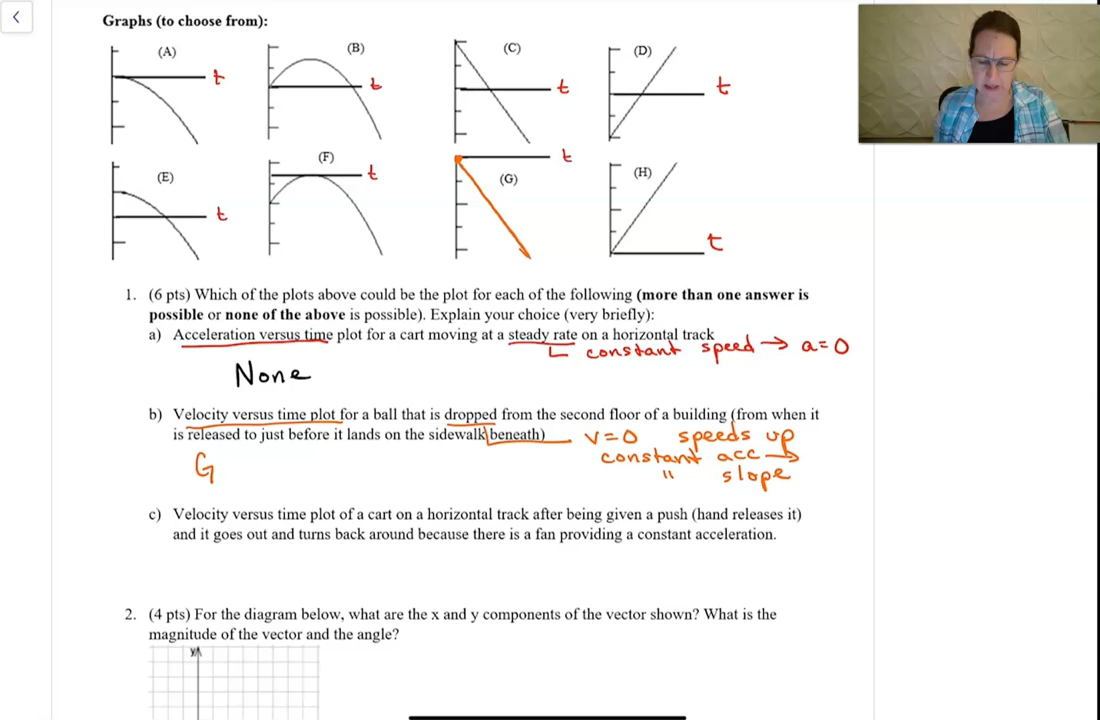 Graphs (to choose from):
(A)
(B)
(C)
(D)
t
t
t
t
(E)
(F)
(G)
(H)
t
t
t
t
1. (6 pts) Which of the plots above could be the plot for each of the following (more than one answer is
possible or none of the above is possible). Explain your choice (very briefly):
a) Acceleration versus time plot for a cart moving at a steady rate on a horizontal track
constant speed → a=0
None
b) Velocity versus time plot for a ball that is dropped from the second floor of a building (from when it
is released to just before it lands on the sidewalk beneath)
v=0 speeds up
constant acc →
" slope
G
c) Velocity versus time plot of a cart on a horizontal track after being given a push (hand releases it)
and it goes out and turns back around because there is a fan providing a constant acceleration.
2. (4 pts) For the diagram below, what are the x and y components of the vector shown? What is the
magnitude of the vector and the angle?
y